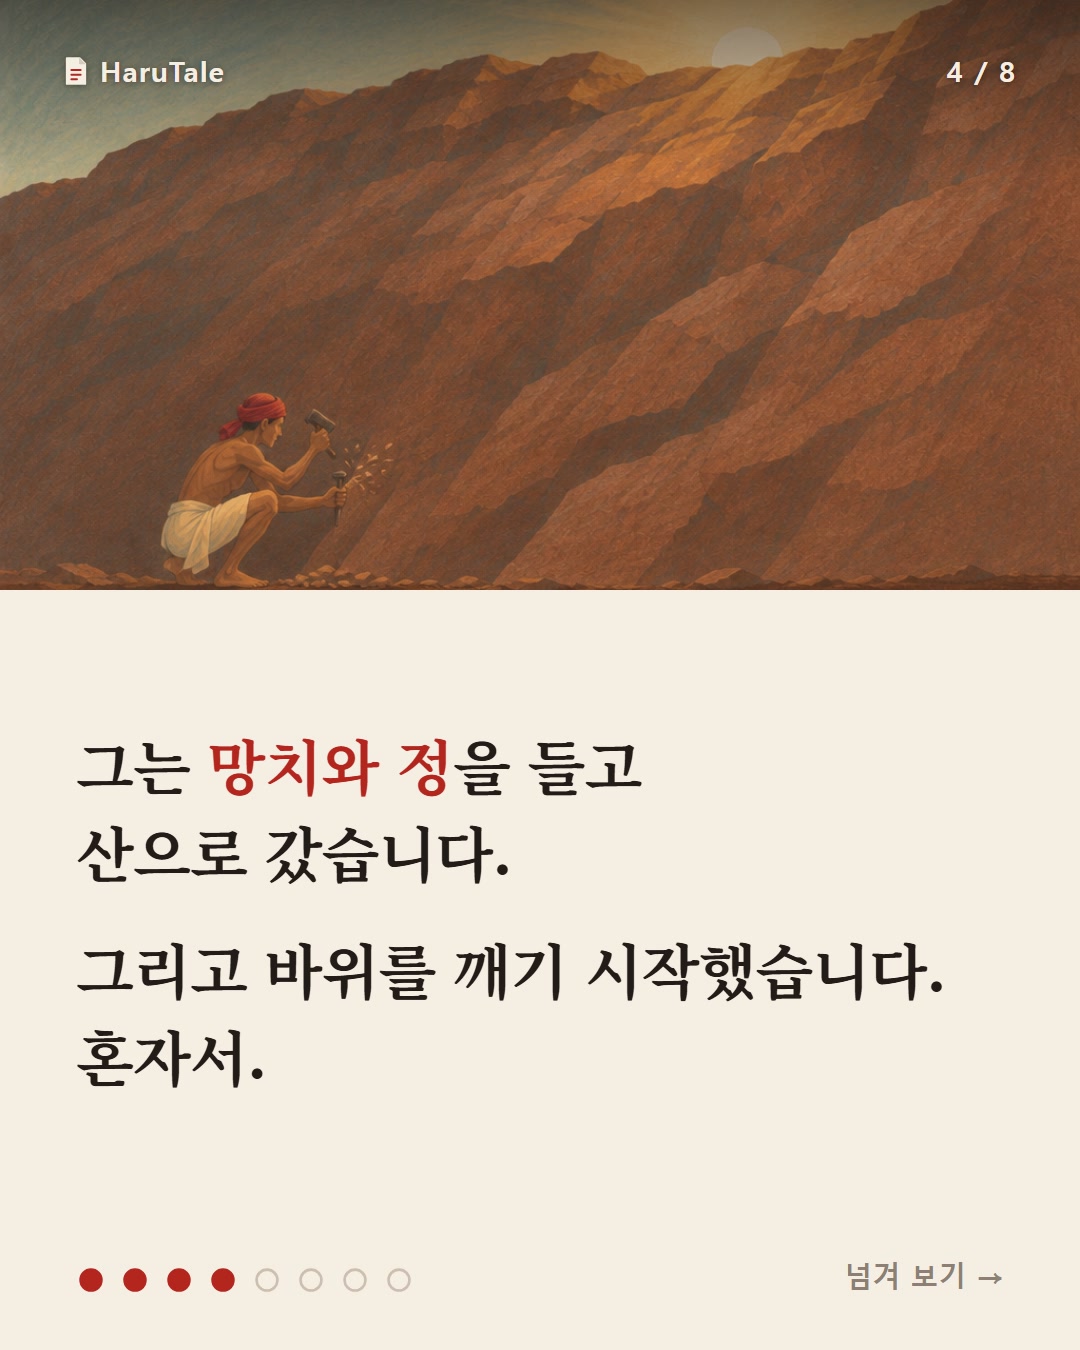 HaruTale
4 / 8
그는 망치와 정을 들고
산으로 갔습니다.
그리고 바위를 깨기 시작했습니다.
혼자서.
넘겨 보기 →